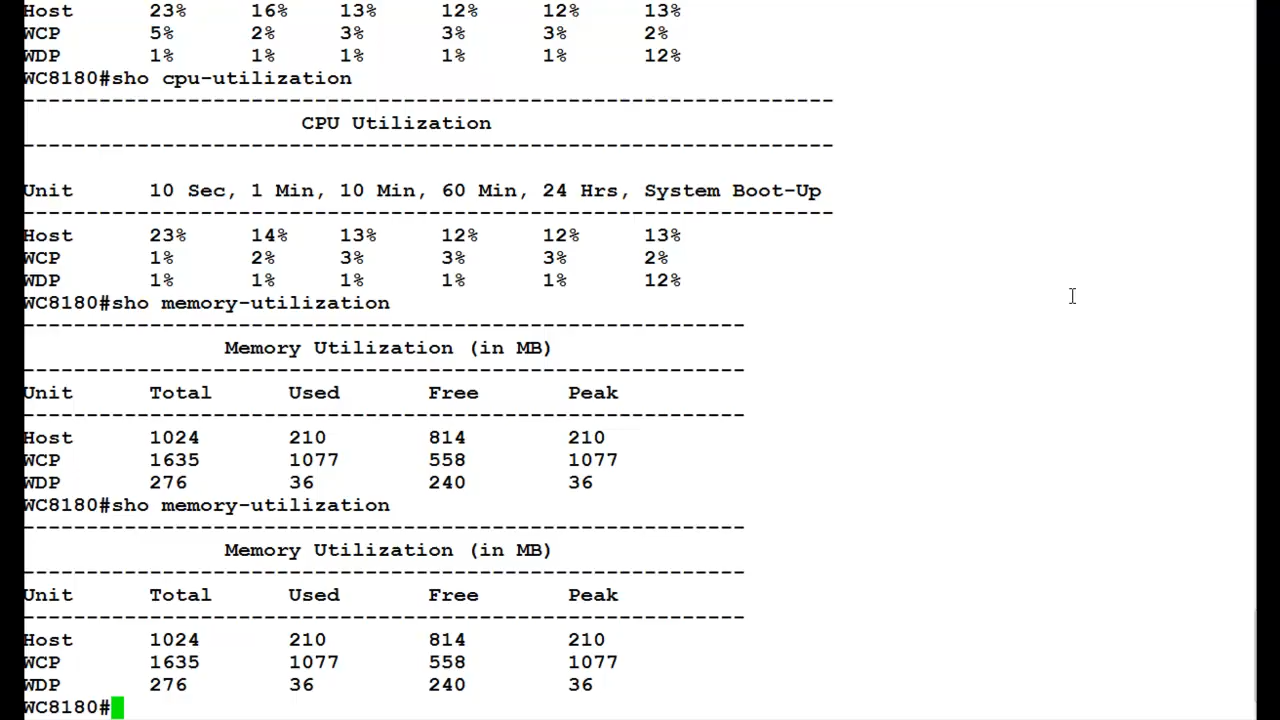 Host 23% 16% 13% 12% 12% 13%
WCP 5% 2% 3% 3% 3% 2%
WDP 1% 1% 1% 1% 1% 12%
WC8180#sho cpu-utilization
----------------------------------------------------------------
CPU Utilization
----------------------------------------------------------------
Unit 10 Sec, 1 Min, 10 Min, 60 Min, 24 Hrs, System Boot-Up
----------------------------------------------------------------
Host 23% 14% 13% 12% 12% 13%
WCP 1% 2% 3% 3% 3% 2%
WDP 1% 1% 1% 1% 1% 12%
WC8180#sho memory-utilization
---------------------------------------------------------
Memory Utilization (in MB)
---------------------------------------------------------
Unit Total Used Free Peak
---------------------------------------------------------
Host 1024 210 814 210
WCP 1635 1077 558 1077
WDP 276 36 240 36
WC8180#sho memory-utilization
---------------------------------------------------------
Memory Utilization (in MB)
---------------------------------------------------------
Unit Total Used Free Peak
---------------------------------------------------------
Host 1024 210 814 210
WCP 1635 1077 558 1077
WDP 276 36 240 36
WC8180#